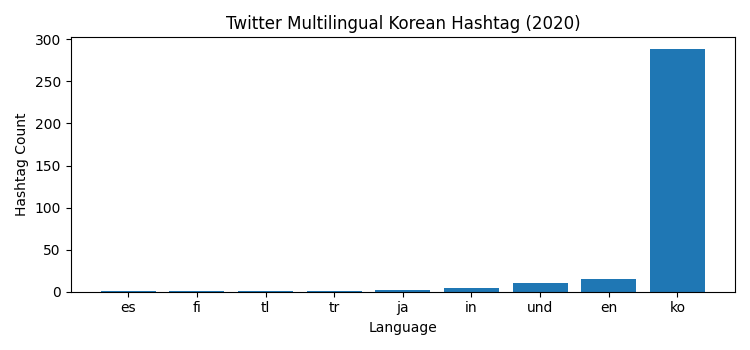 Twitter Multilingual Korean Hashtag (2020)
300
250
200
150
100
50
0
Hashtag Count
es fi tl tr ja in und en ko
Language